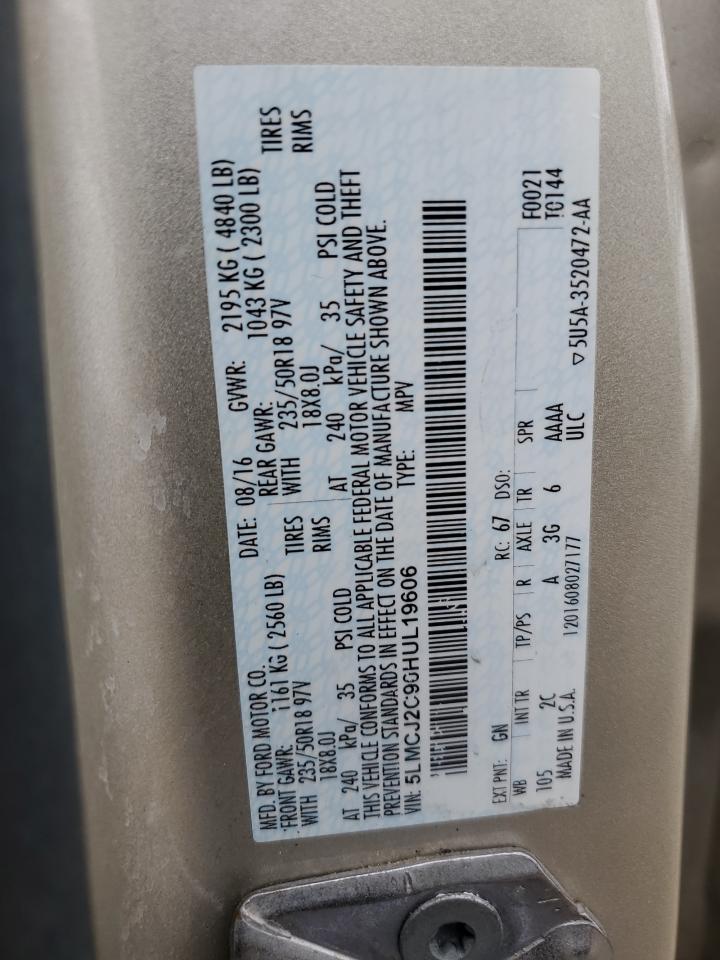 MFD. BY FORD MOTOR CO. DATE: 08/16 GVWR: 2195 KG ( 4840 LB)
FRONT GAWR: 1161 KG ( 2560 LB) REAR GAWR: 1043 KG ( 2300 LB)
WITH 235/50R18 97V TIRES WITH 235/50R18 97V TIRES
18X8.0J RIMS 18X8.0J RIMS
AT 240 kPa/ 35 PSI COLD AT 240 kPa/ 35 PSI COLD
THIS VEHICLE CONFORMS TO ALL APPLICABLE FEDERAL MOTOR VEHICLE SAFETY AND THEFT
PREVENTION STANDARDS IN EFFECT ON THE DATE OF MANUFACTURE SHOWN ABOVE.
VIN: 5LMCJ2C90HUL19606 TYPE: MPV
EXT PNT: GN RC: 67 DSO: F0021
WB INT TR TP/PS R AXLE TR SPR T0144
105 2C A 3G 6 AAAA
MADE IN U.S.A. 1201608027177 ULC
▽5U5A-3520472-AA